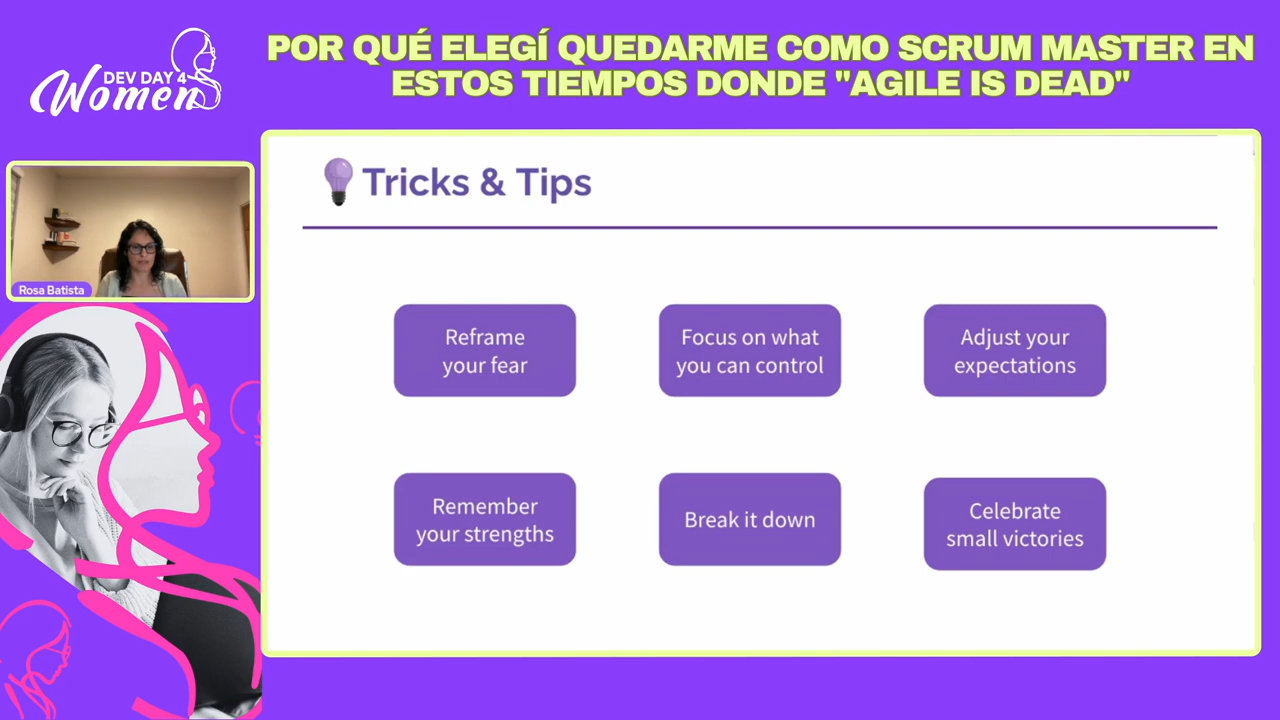 DEV DAY 4
Women
POR QUÉ ELEGÍ QUEDARME COMO SCRUM MASTER EN
ESTOS TIEMPOS DONDE "AGILE IS DEAD"
Rosa Batista
Tricks & Tips
Reframe
your fear
Focus on what
you can control
Adjust your
expectations
Remember
your strengths
Break it down
Celebrate
small victories